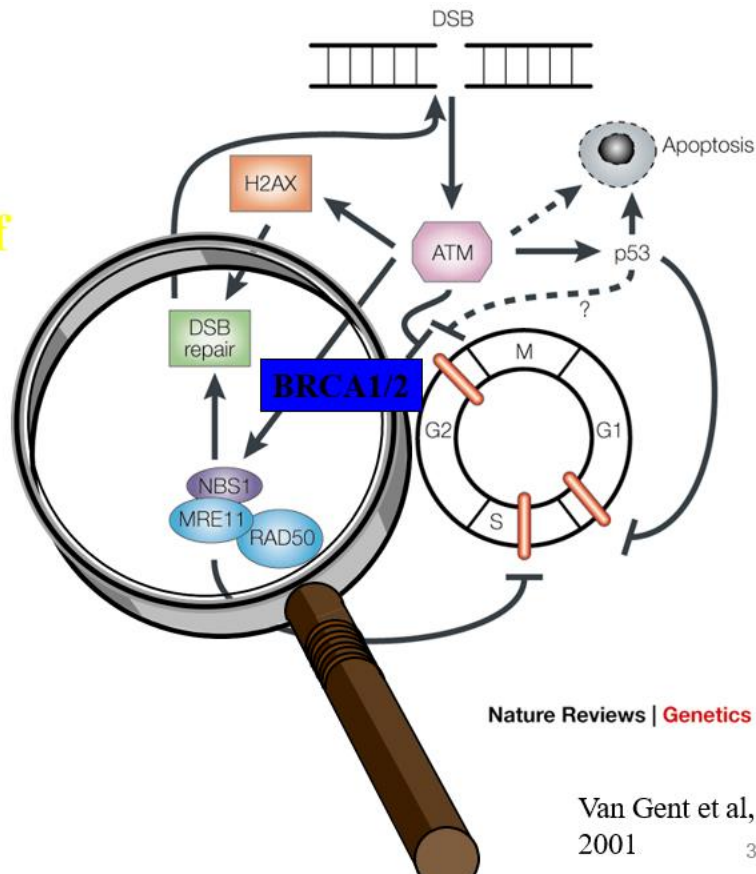 DSB
Apoptosis
H2AX
f
ATM
p53
?
DSB
repair
BRCA1/2
M
G2
G1
S
NBS1
MRE11
RAD50
Nature Reviews | Genetics
Van Gent et al,
2001
3